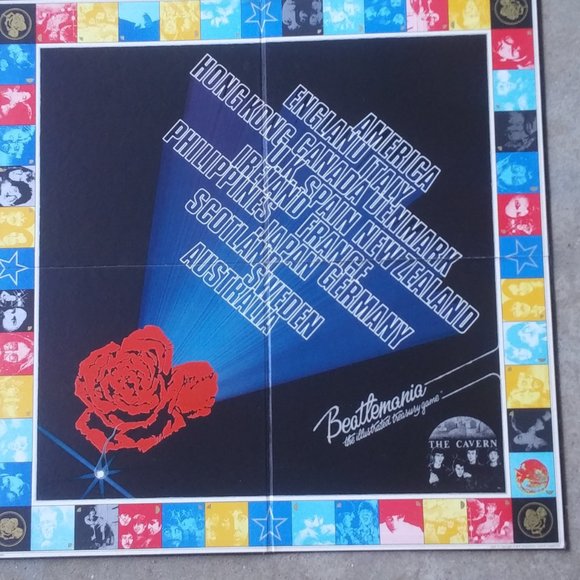 AMERICA
ENGLAND ITALY
HONG KONG CANADA DENMARK
U.K. SPAIN NEW ZEALAND
IRELAND FRANCE
PHILIPPINES JAPAN GERMANY
SCOTLAND SWEDEN
AUSTRALIA
Beatlemania
the illustrated treasury game
THE CAVERN